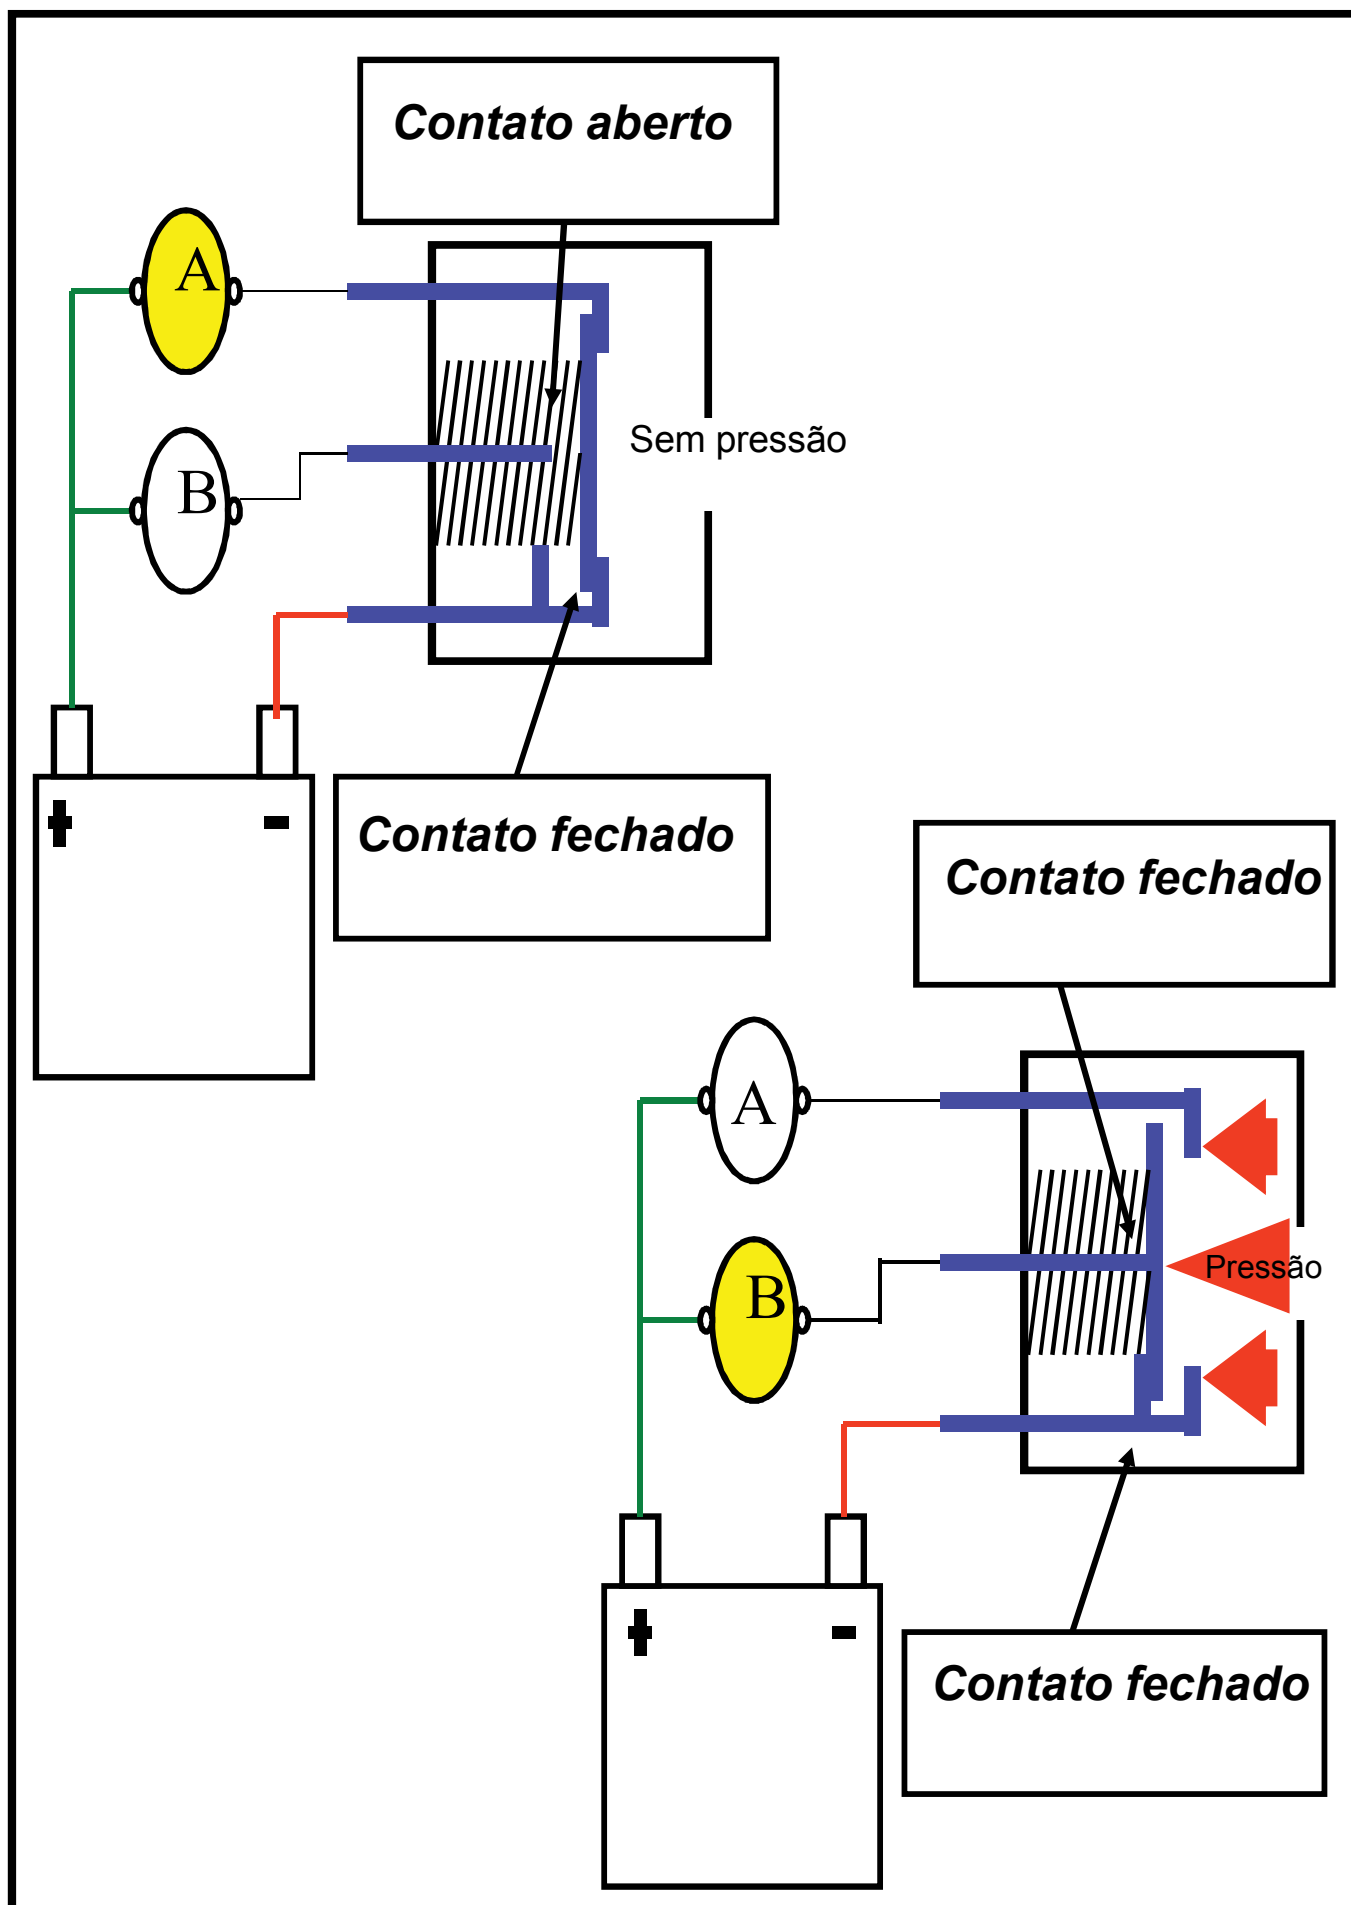 Contato aberto
A
Sem pressão
B
+ -
Contato fechado
Contato fechado
A
Pressão
B
+ -
Contato fechado